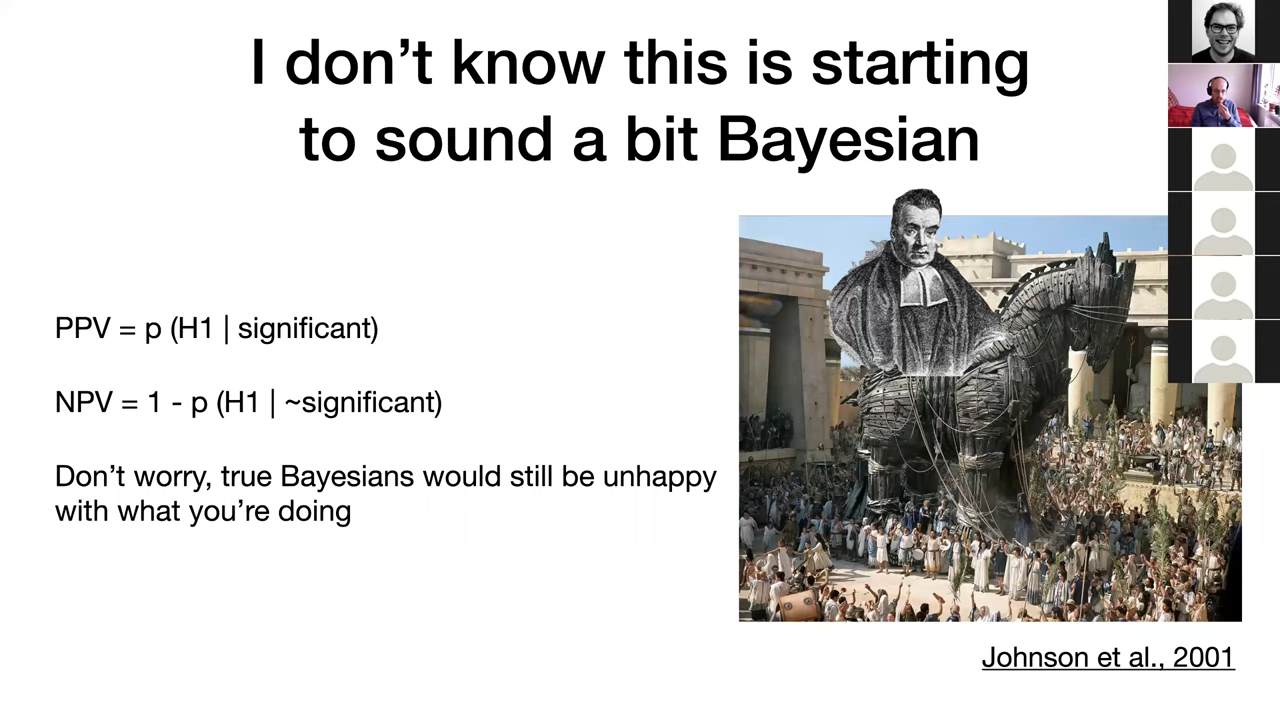 I don’t know this is starting
to sound a bit Bayesian
PPV = p (H1 | significant)
NPV = 1 - p (H1 | ~significant)
Don’t worry, true Bayesians would still be unhappy
with what you’re doing
Johnson et al., 2001